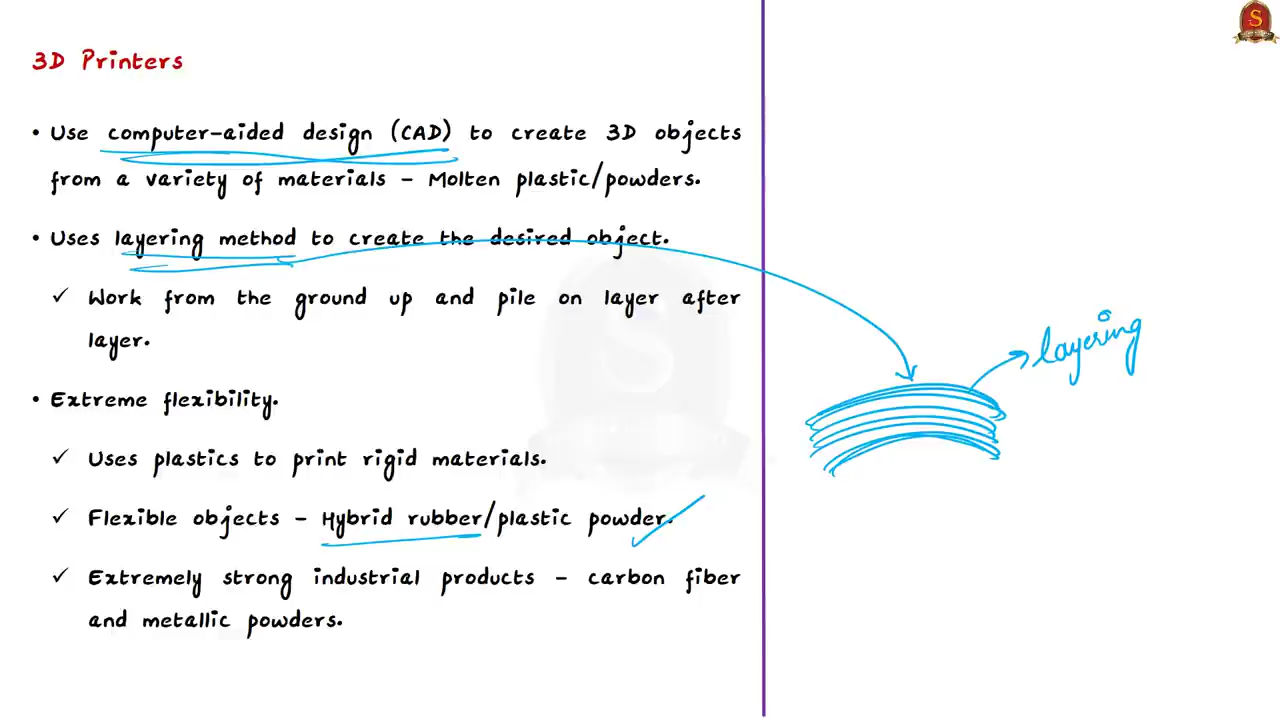 3D Printers
• Use computer-aided design (CAD) to create 3D objects
from a variety of materials - Molten plastic/powders.
• Uses layering method to create the desired object.
✓ Work from the ground up and pile on layer after
layer.
• Extreme flexibility.
✓ Uses plastics to print rigid materials.
✓ Flexible objects - Hybrid rubber/plastic powder.
✓ Extremely strong industrial products - carbon fiber
and metallic powders.
layering
S